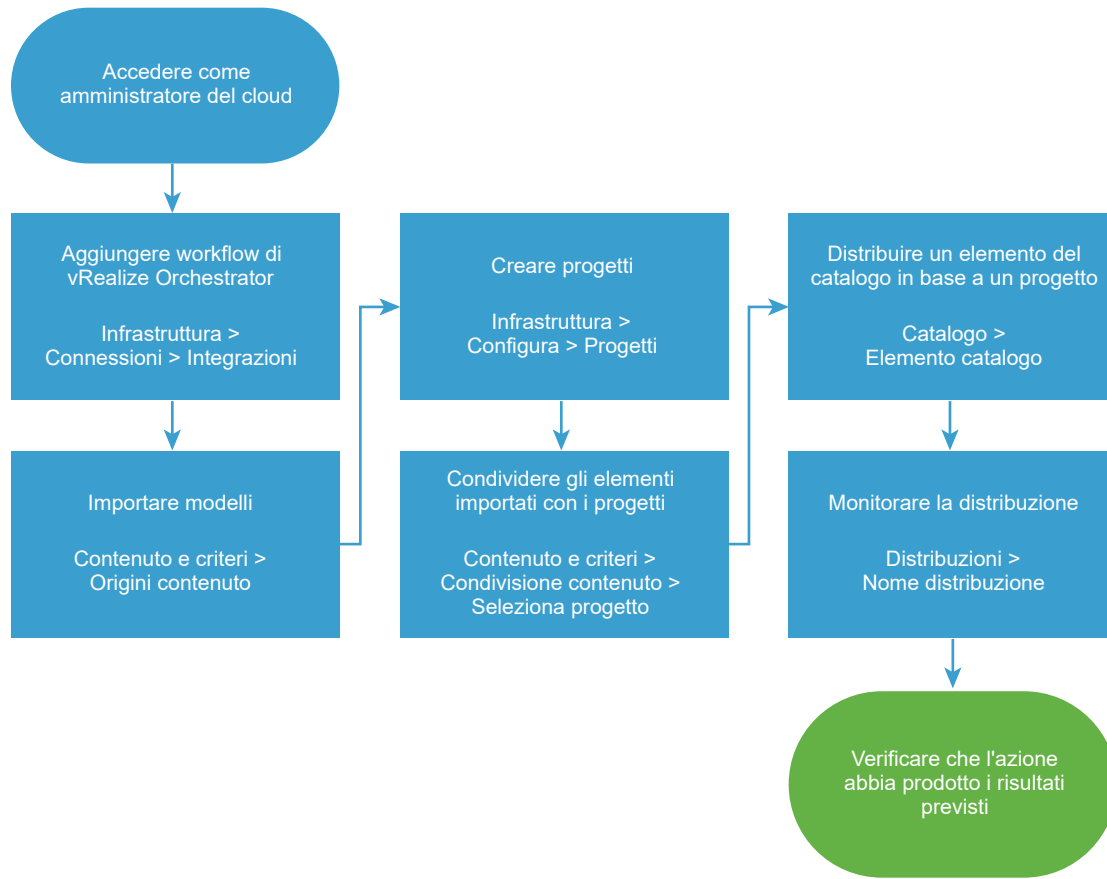 Accedere come
amministratore del cloud
Aggiungere workflow di
vRealize Orchestrator
Infrastruttura >
Connessioni > Integrazioni
Importare modelli
Contenuto e criteri >
Origini contenuto
Creare progetti
Infrastruttura >
Configura > Progetti
Condividere gli elementi
importati con i progetti
Contenuto e criteri >
Condivisione contenuto >
Seleziona progetto
Distribuire un elemento del
catalogo in base a un progetto
Catalogo >
Elemento catalogo
Monitorare la distribuzione
Distribuzioni >
Nome distribuzione
Verificare che l'azione
abbia prodotto i risultati
previsti